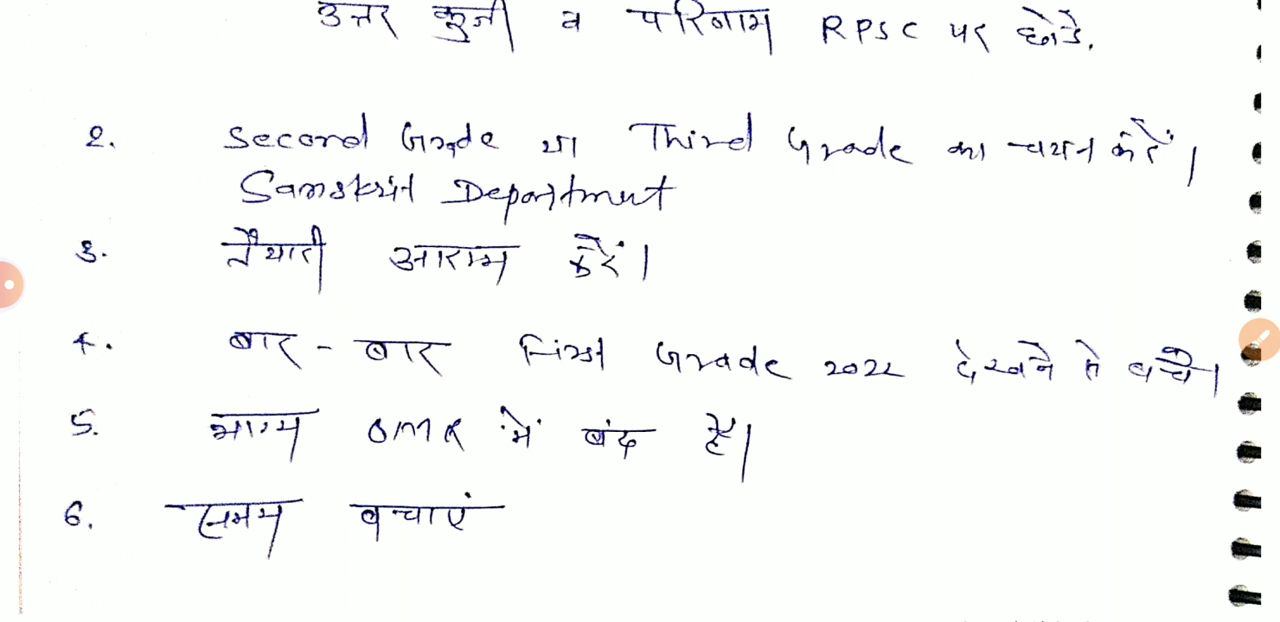 उत्तर कुंजी व परिणाम RPSC पर छोड़े.
2. Second Grade या Third Grade का चयन करें।
Sanskrit Department
3. तैयारी आरम्भ करें।
4. बार-बार First Grade 2022 देखने से बचें।
5. भाग्य OMR में बंद है।
6. समय बचाएं